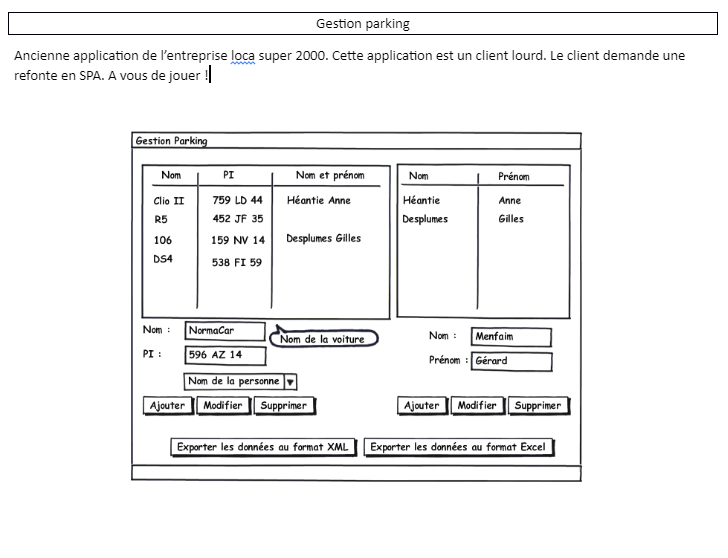 Gestion parking
Ancienne application de l'entreprise loca super 2000. Cette application est un client lourd. Le client demande une
refonte en SPA. A vous de jouer !
Gestion Parking
Nom PI Nom et prénom
Clio II 759 LD 44 Héantie Anne
R5 452 JF 35
106 159 NV 14 Desplumes Gilles
DS4 538 FI 59
Nom Prénom
Héantie Anne
Desplumes Gilles
Nom : NormaCar
Nom de la voiture
PI : 596 AZ 14
Nom de la personne
Ajouter Modifier Supprimer
Nom : Menfaim
Prénom : Gérard
Ajouter Modifier Supprimer
Exporter les données au format XML Exporter les données au format Excel